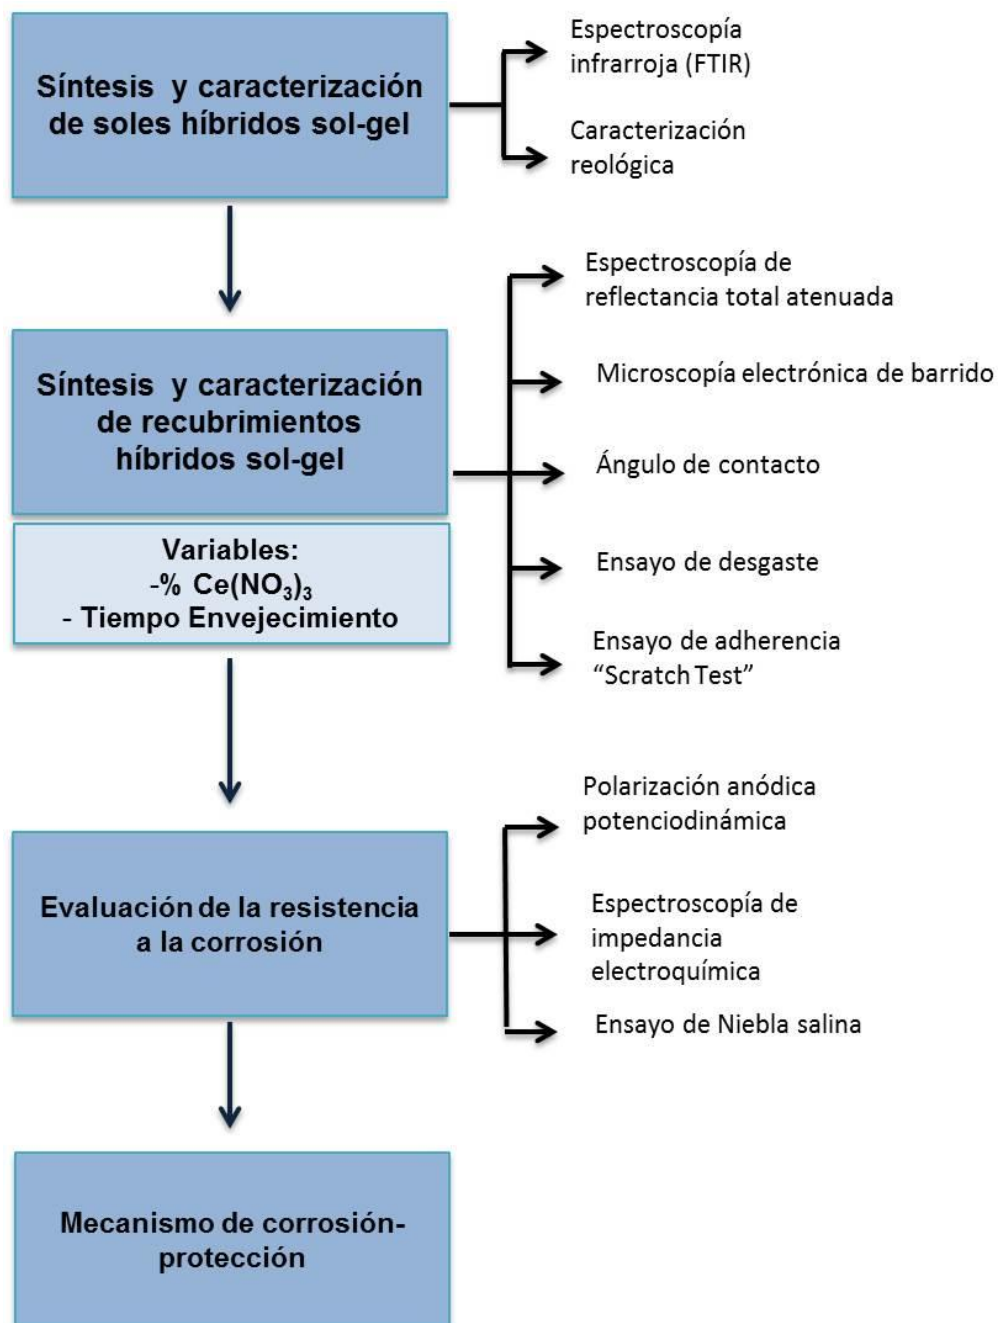 Síntesis y caracterización
de soles híbridos sol-gel
Espectroscopía
infrarroja (FTIR)
Caracterización
reológica
Síntesis y caracterización
de recubrimientos
híbridos sol-gel
Variables:
-% Ce(NO₃)₃
- Tiempo Envejecimiento
Espectroscopía de
reflectancia total atenuada
Microscopía electrónica de barrido
Ángulo de contacto
Ensayo de desgaste
Ensayo de adherencia
“Scratch Test”
Evaluación de la resistencia
a la corrosión
Polarización anódica
potenciodinámica
Espectroscopía de
impedancia
electroquímica
Ensayo de Niebla salina
Mecanismo de corrosión-
protección